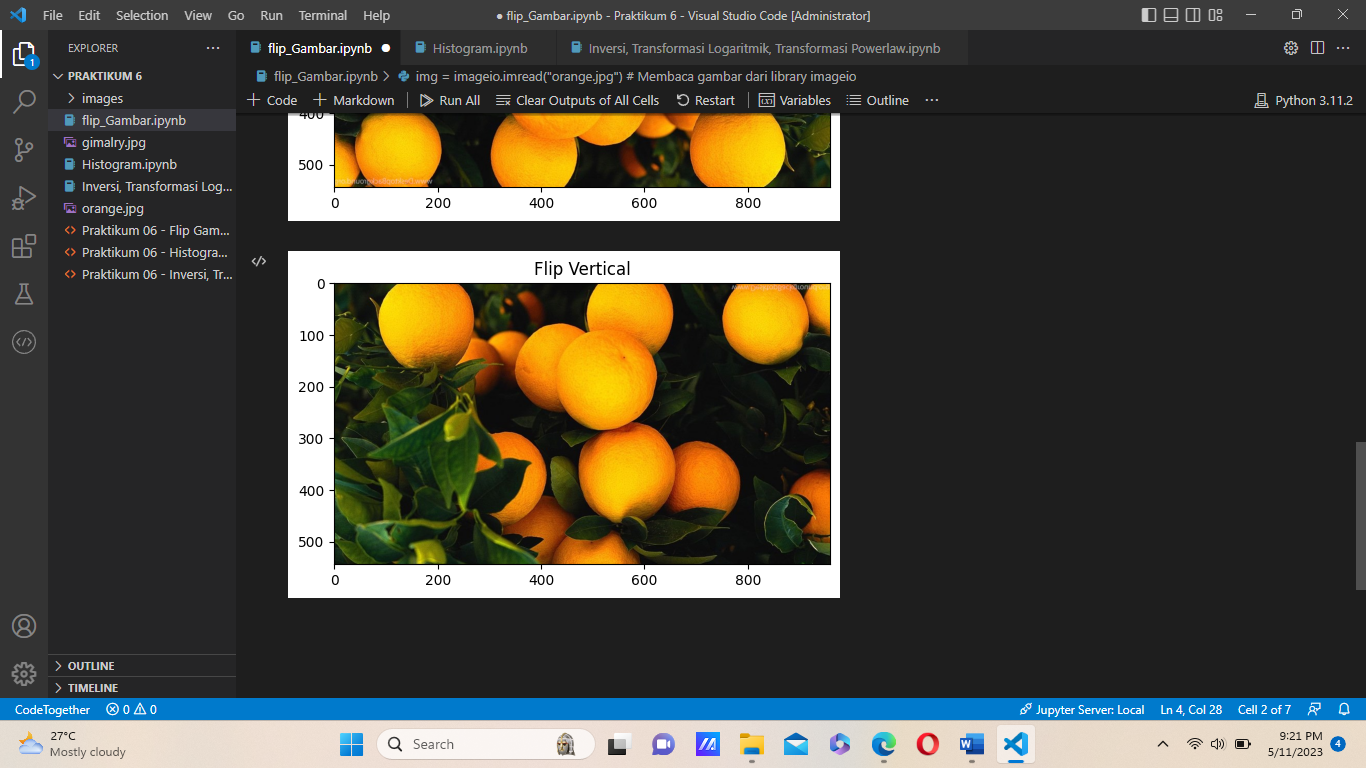 File Edit Selection View Go Run Terminal Help
● flip_Gambar.ipynb - Praktikum 6 - Visual Studio Code [Administrator]
EXPLORER
flip_Gambar.ipynb
Histogram.ipynb
Inversi, Transformasi Logaritmik, Transformasi Powerlaw.ipynb
flip_Gambar.ipynb > img = imageio.imread("orange.jpg") # Membaca gambar dari library imageio
Code Markdown Run All Clear Outputs of All Cells Restart Variables Outline ... Python 3.11.2
1
PRAKTIKUM 6
images
flip_Gambar.ipynb
gimalry.jpg
Histogram.ipynb
Inversi, Transformasi Log...
orange.jpg
Praktikum 06 - Flip Gam...
Praktikum 06 - Histogra...
Praktikum 06 - Inversi, Tr...
OUTLINE
TIMELINE
400
500
0 200 400 600 800
Flip Vertical
0
100
200
300
400
500
0 200 400 600 800
CodeTogether 0 0 Jupyter Server: Local Ln 4, Col 28 Cell 2 of 7
27°C
Mostly cloudy
Search
9:21 PM
5/11/2023
4